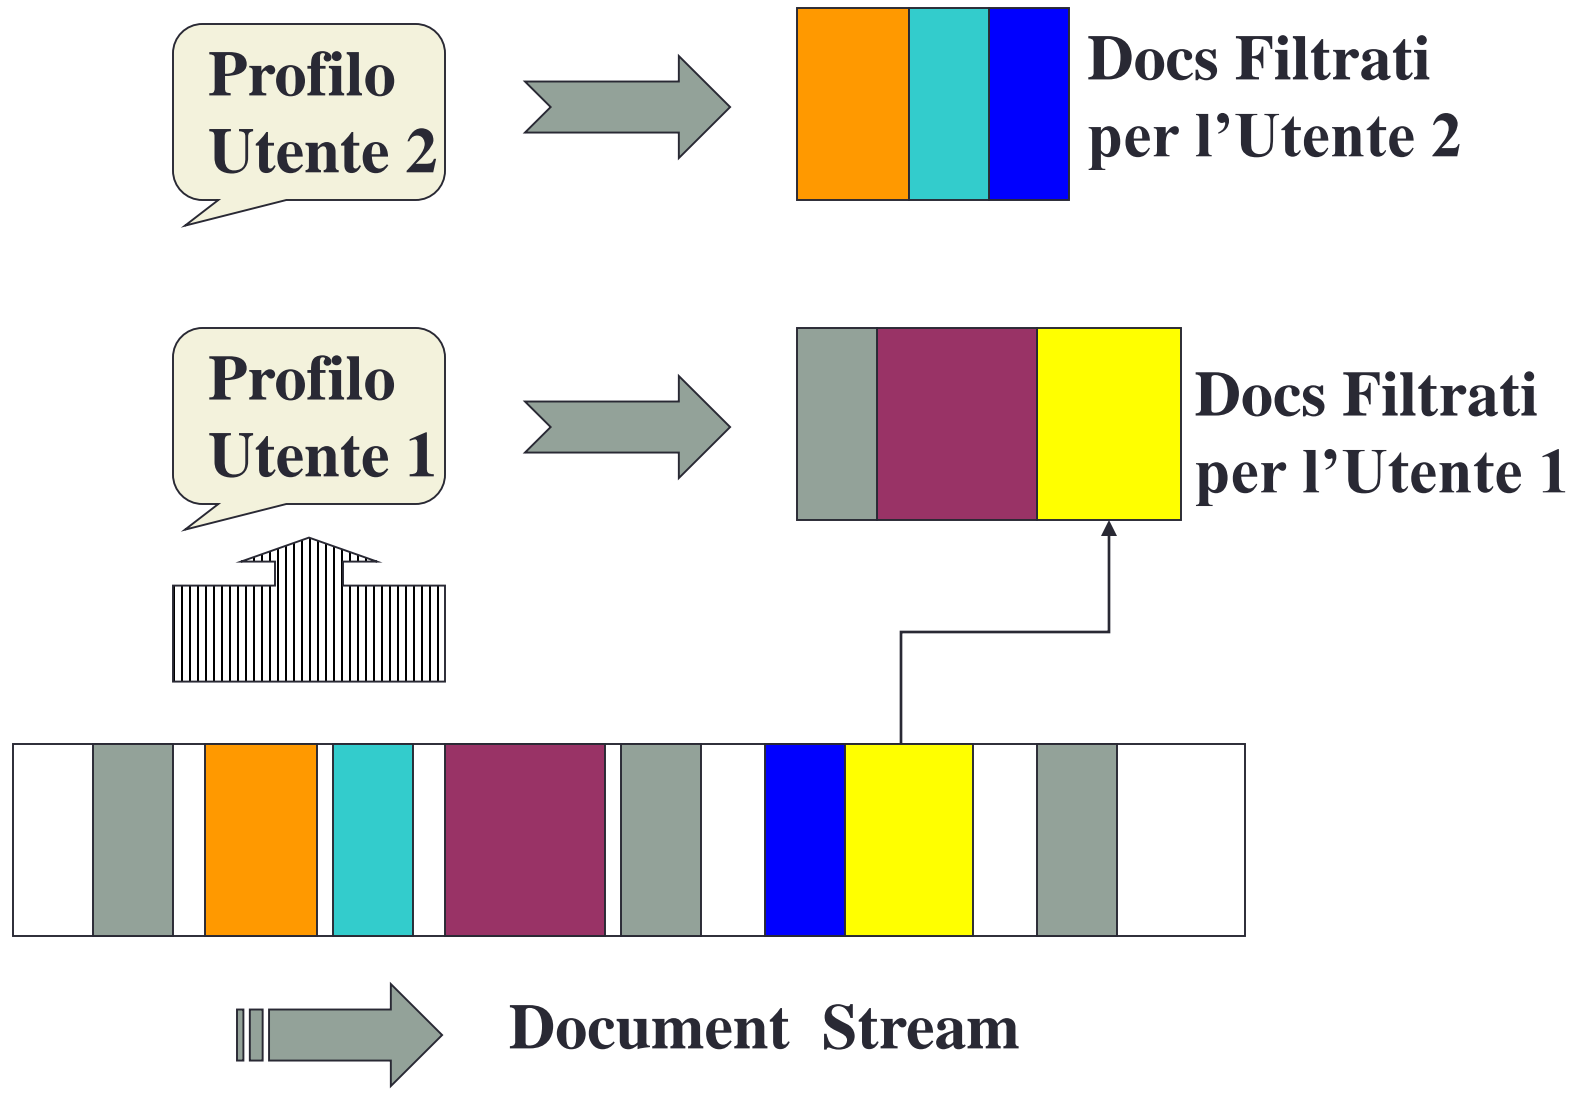 Profilo
Utente 2
Docs Filtrati
per l’Utente 2
Profilo
Utente 1
Docs Filtrati
per l’Utente 1
Document Stream